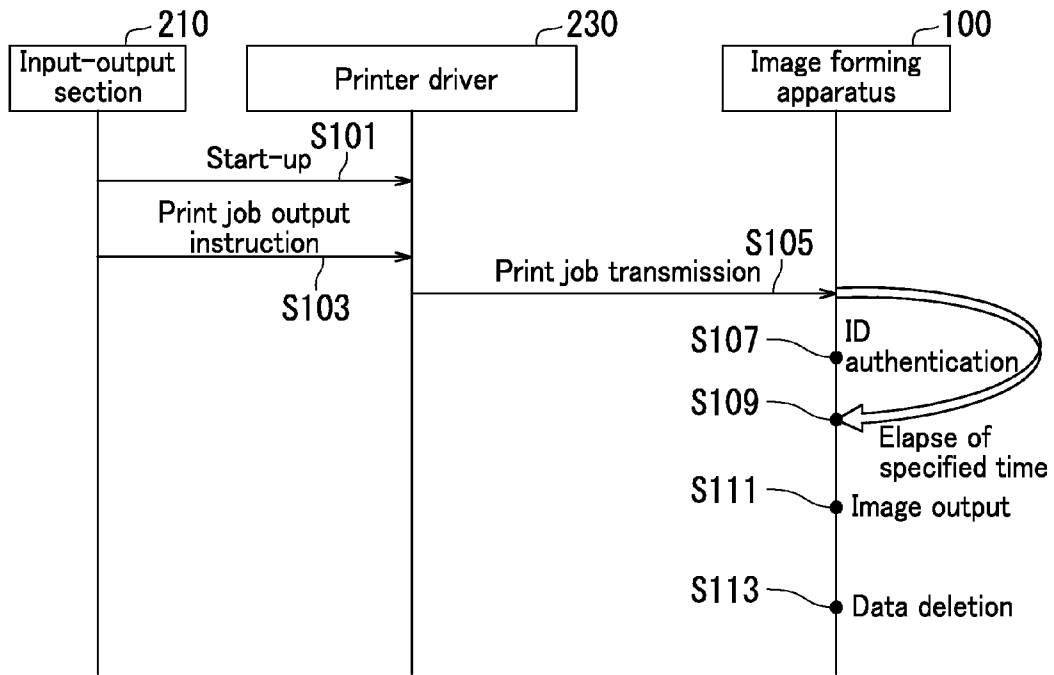 210
230
100
Input-output
section
Printer driver
Image forming
apparatus
S101
Start-up
Print job output
instruction
S103
S105
Print job transmission
S107
ID
authentication
S109
Elapse of
specified time
S111
Image output
S113
Data deletion